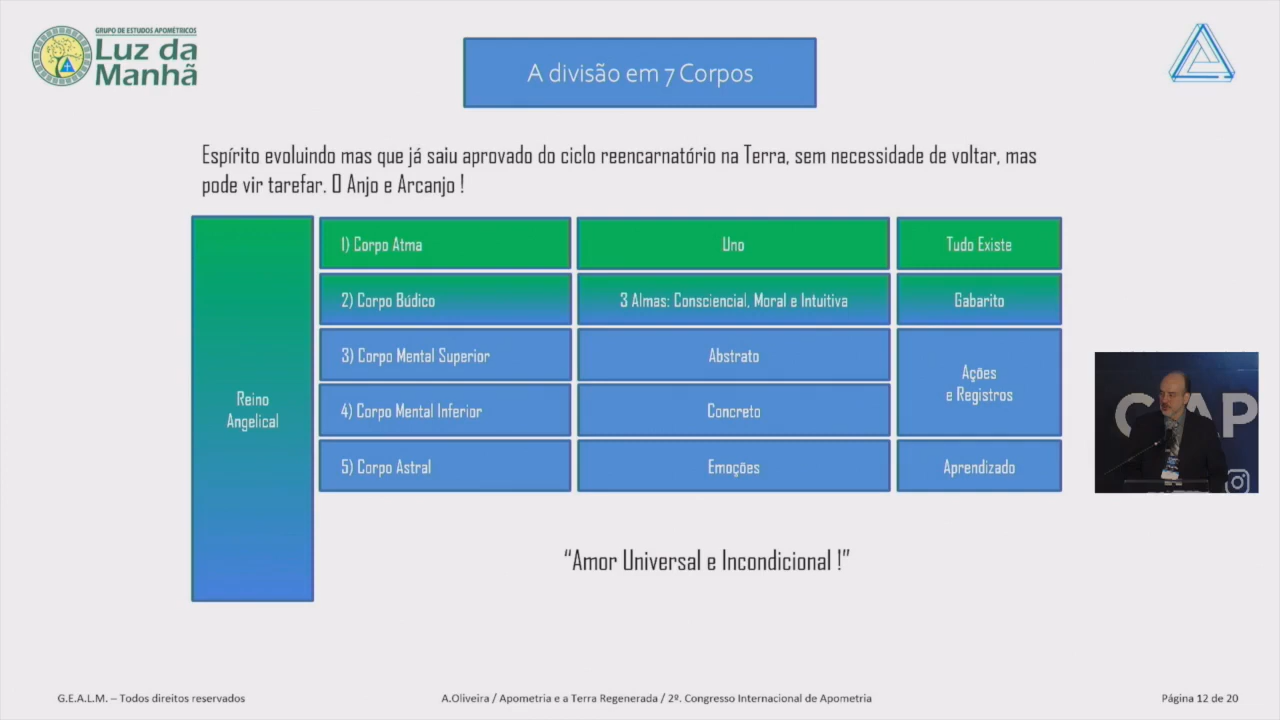 GRUPO DE ESTUDOS APOMÉTRICOS
Luz da
Manhã
A divisão em 7 Corpos
Espírito evoluindo mas que já saiu aprovado do ciclo reencarnatório na Terra, sem necessidade de voltar, mas
pode vir tarefar. O Anjo e Arcanjo !
Reino
Angelical
1) Corpo Atma
Uno
Tudo Existe
2) Corpo Búdico
3 Almas: Consciencial, Moral e Intuitiva
Gabarito
3) Corpo Mental Superior
Abstrato
Ações
e Registros
4) Corpo Mental Inferior
Concreto
5) Corpo Astral
Emoções
Aprendizado
“Amor Universal e Incondicional !”
G.E.A.L.M. – Todos direitos reservados
A.Oliveira / Apometria e a Terra Regenerada / 2º. Congresso Internacional de Apometria
Página 12 de 20